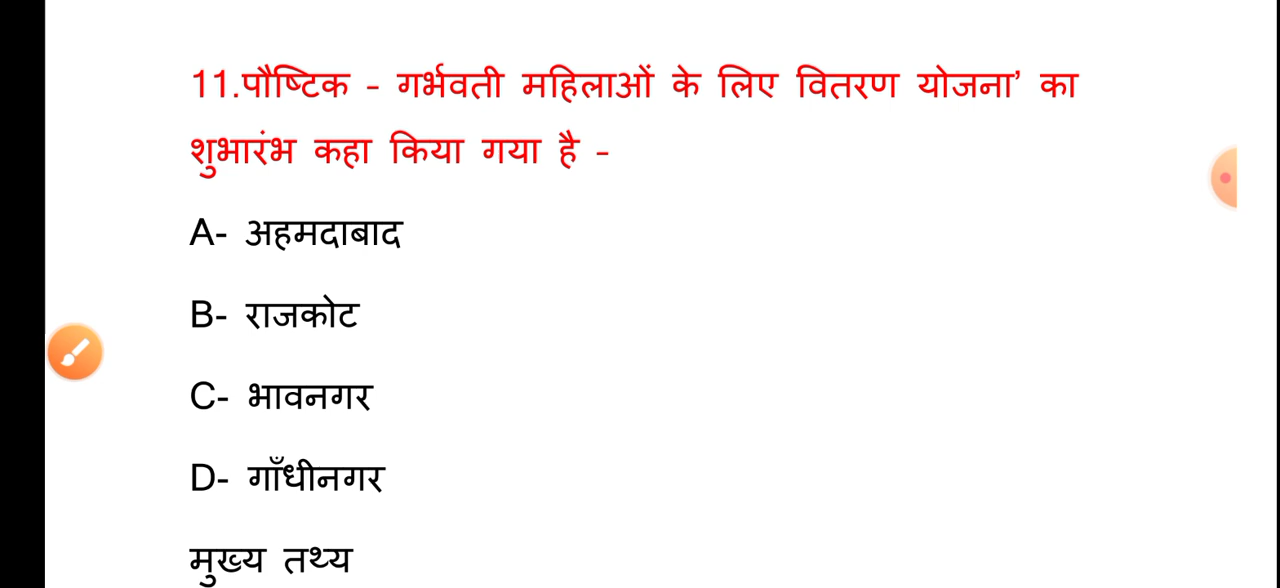 11.पौष्टिक - गर्भवती महिलाओं के लिए वितरण योजना’ का
शुभारंभ कहा किया गया है -
A- अहमदाबाद
B- राजकोट
C- भावनगर
D- गाँधीनगर
मुख्य तथ्य